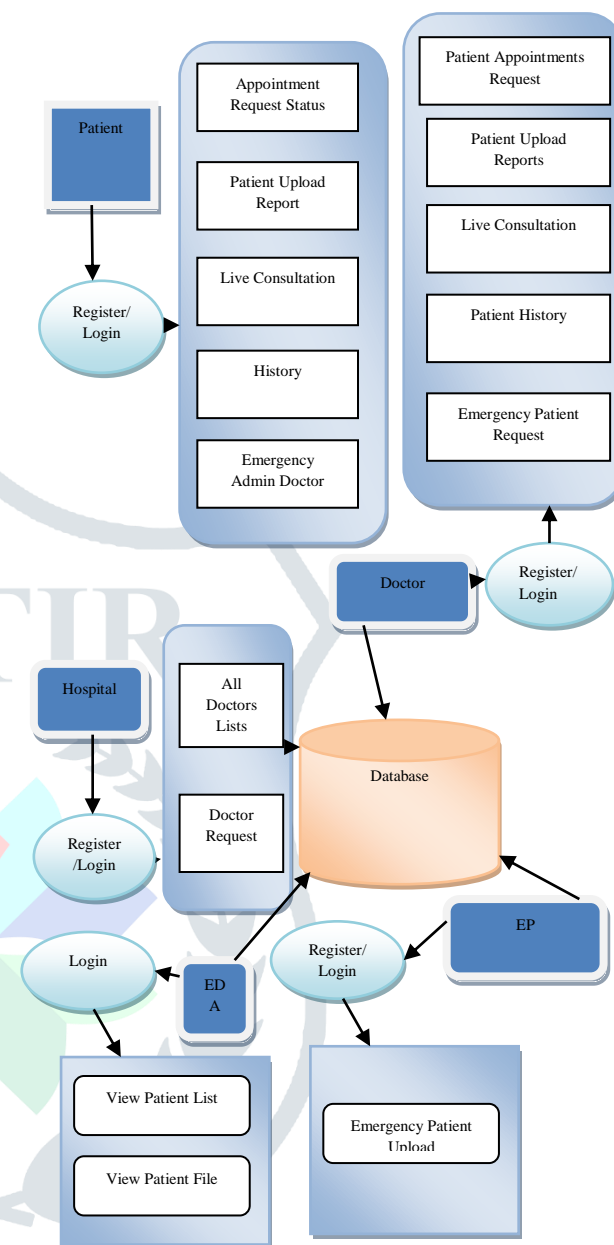 Patient
Register/
Login
Appointment
Request Status
Patient Upload
Report
Live Consultation
History
Emergency
Admin Doctor
Patient Appointments
Request
Patient Upload
Reports
Live Consultation
Patient History
Emergency Patient
Request
Doctor
Register/
Login
TIR
Hospital
Register
/Login
All
Doctors
Lists
Doctor
Request
Database
Login
ED
A
Register/
Login
EP
View Patient List
View Patient File
Emergency Patient
Upload